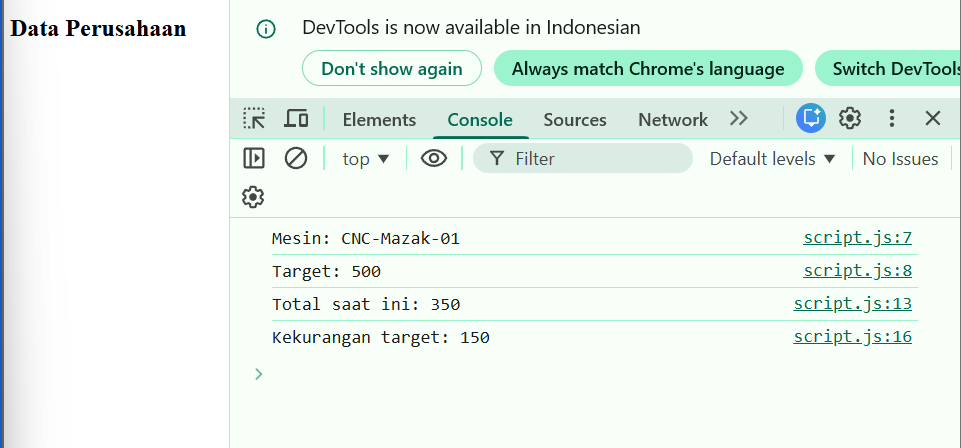 Data Perusahaan
DevTools is now available in Indonesian
Don't show again Always match Chrome's language Switch DevTools
Elements Console Sources Network
top Filter Default levels No Issues
Mesin: CNC-Mazak-01 script.js:7
Target: 500 script.js:8
Total saat ini: 350 script.js:13
Kekurangan target: 150 script.js:16